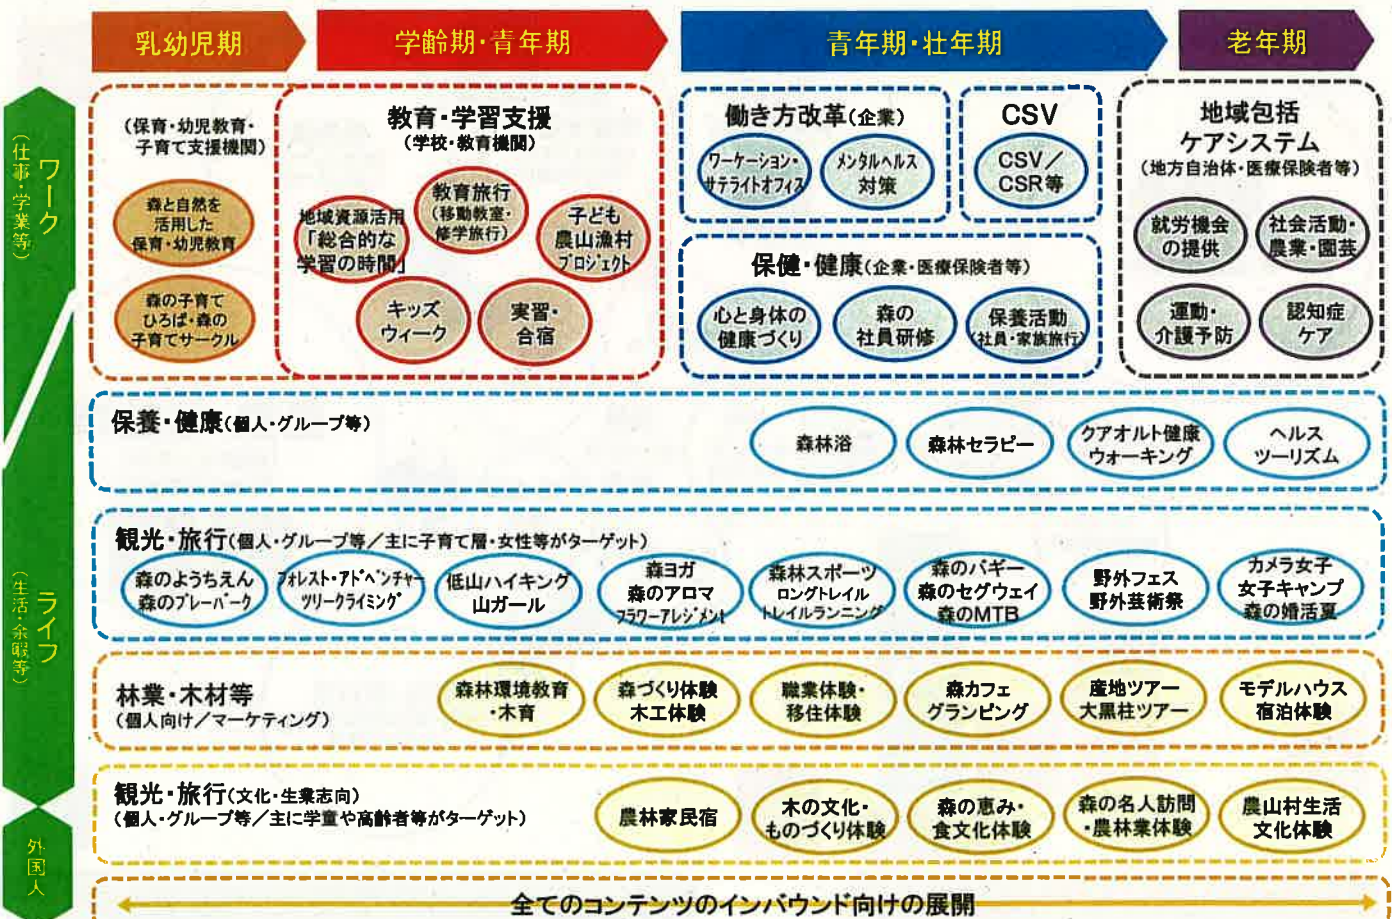 乳幼児期
学齢期・青年期
青年期・壮年期
老年期
ワーク
(仕事・学業等)
(保育・幼児教育・
子育て支援機関)
森と自然を
活用した
保育・幼児教育
森の子育て
ひろば・森の
子育てサークル
教育・学習支援
(学校・教育機関)
地域資源活用
「総合的な
学習の時間」
教育旅行
(移動教室・
修学旅行)
子ども
農山漁村
プロジェクト
キッズ
ウィーク
実習・
合宿
働き方改革(企業)
ワーケーション・
サテライトオフィス
メンタルヘルス
対策
CSV
CSV/
CSR等
保健・健康(企業・医療保険者等)
心と身体の
健康づくり
森の
社員研修
保養活動
(社員・家族旅行)
地域包括
ケアシステム
(地方自治体・医療保険者等)
就労機会
の提供
社会活動・
農業・園芸
運動・
介護予防
認知症
ケア
ライフ
(生活・余暇等)
保養・健康(個人・グループ等)
森林浴
森林セラピー
クアオルト健康
ウォーキング
ヘルス
ツーリズム
観光・旅行(個人・グループ等/主に子育て層・女性等がターゲット)
森のようちえん
森のプレーパーク
フォレスト・アドベンチャー
ツリークライミング
低山ハイキング
山ガール
森ヨガ
森のアロマ
フラワーアレジメント
森林スポーツ
ロングトレイル
トレイルランニング
森のバギー
森のセグウェイ
森のMTB
野外フェス
野外芸術祭
カメラ女子
女子キャンプ
森の婚活夏
林業・木材等
(個人向け/マーケティング)
森林環境教育
・木育
森づくり体験
木工体験
職業体験・
移住体験
森カフェ
グランピング
産地ツアー
大黒柱ツアー
モデルハウス
宿泊体験
観光・旅行(文化・生業志向)
(個人・グループ等/主に学童や高齢者等がターゲット)
農林家民宿
木の文化・
ものづくり体験
森の恵み・
食文化体験
森の名人訪問
・農林業体験
農山村生活
文化体験
外国人
全てのコンテンツのインバウンド向けの展開